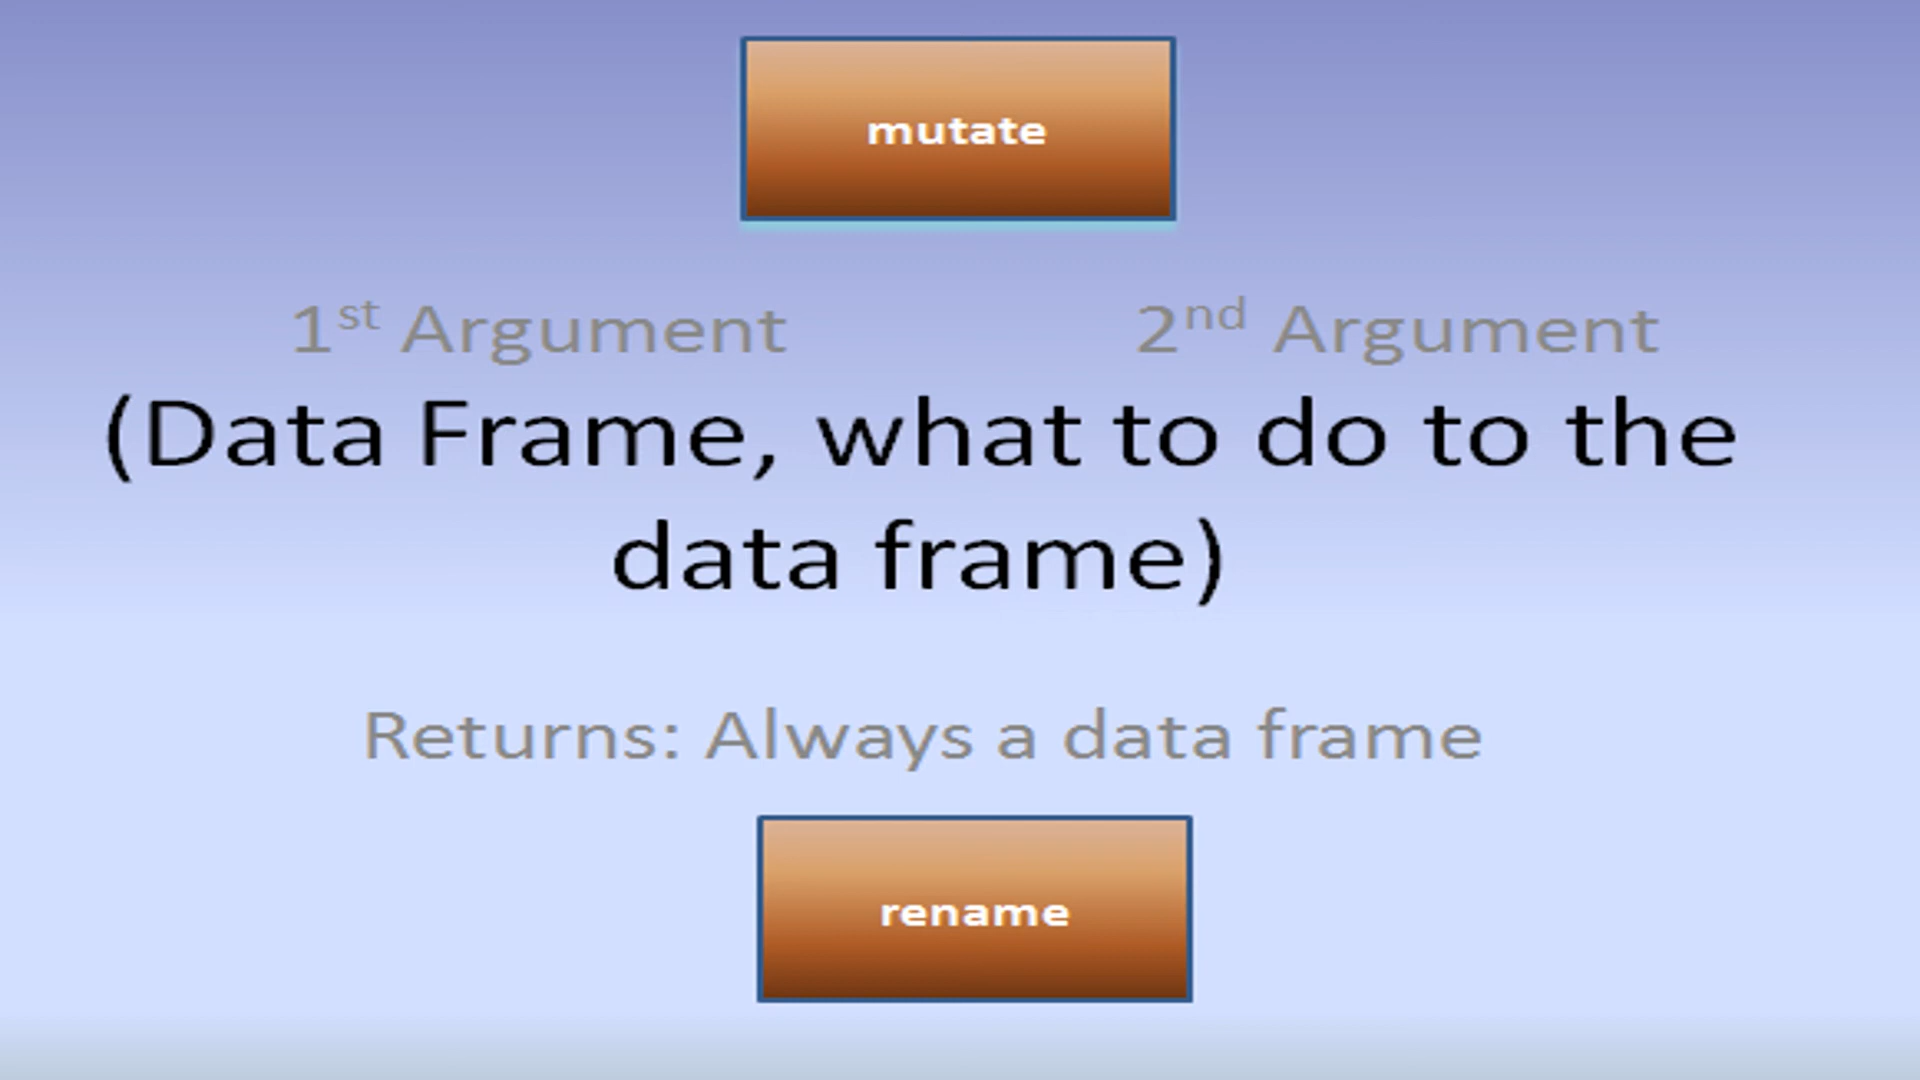 mutate
1st Argument 2nd Argument
(Data Frame, what to do to the
data frame)
Returns: Always a data frame
rename